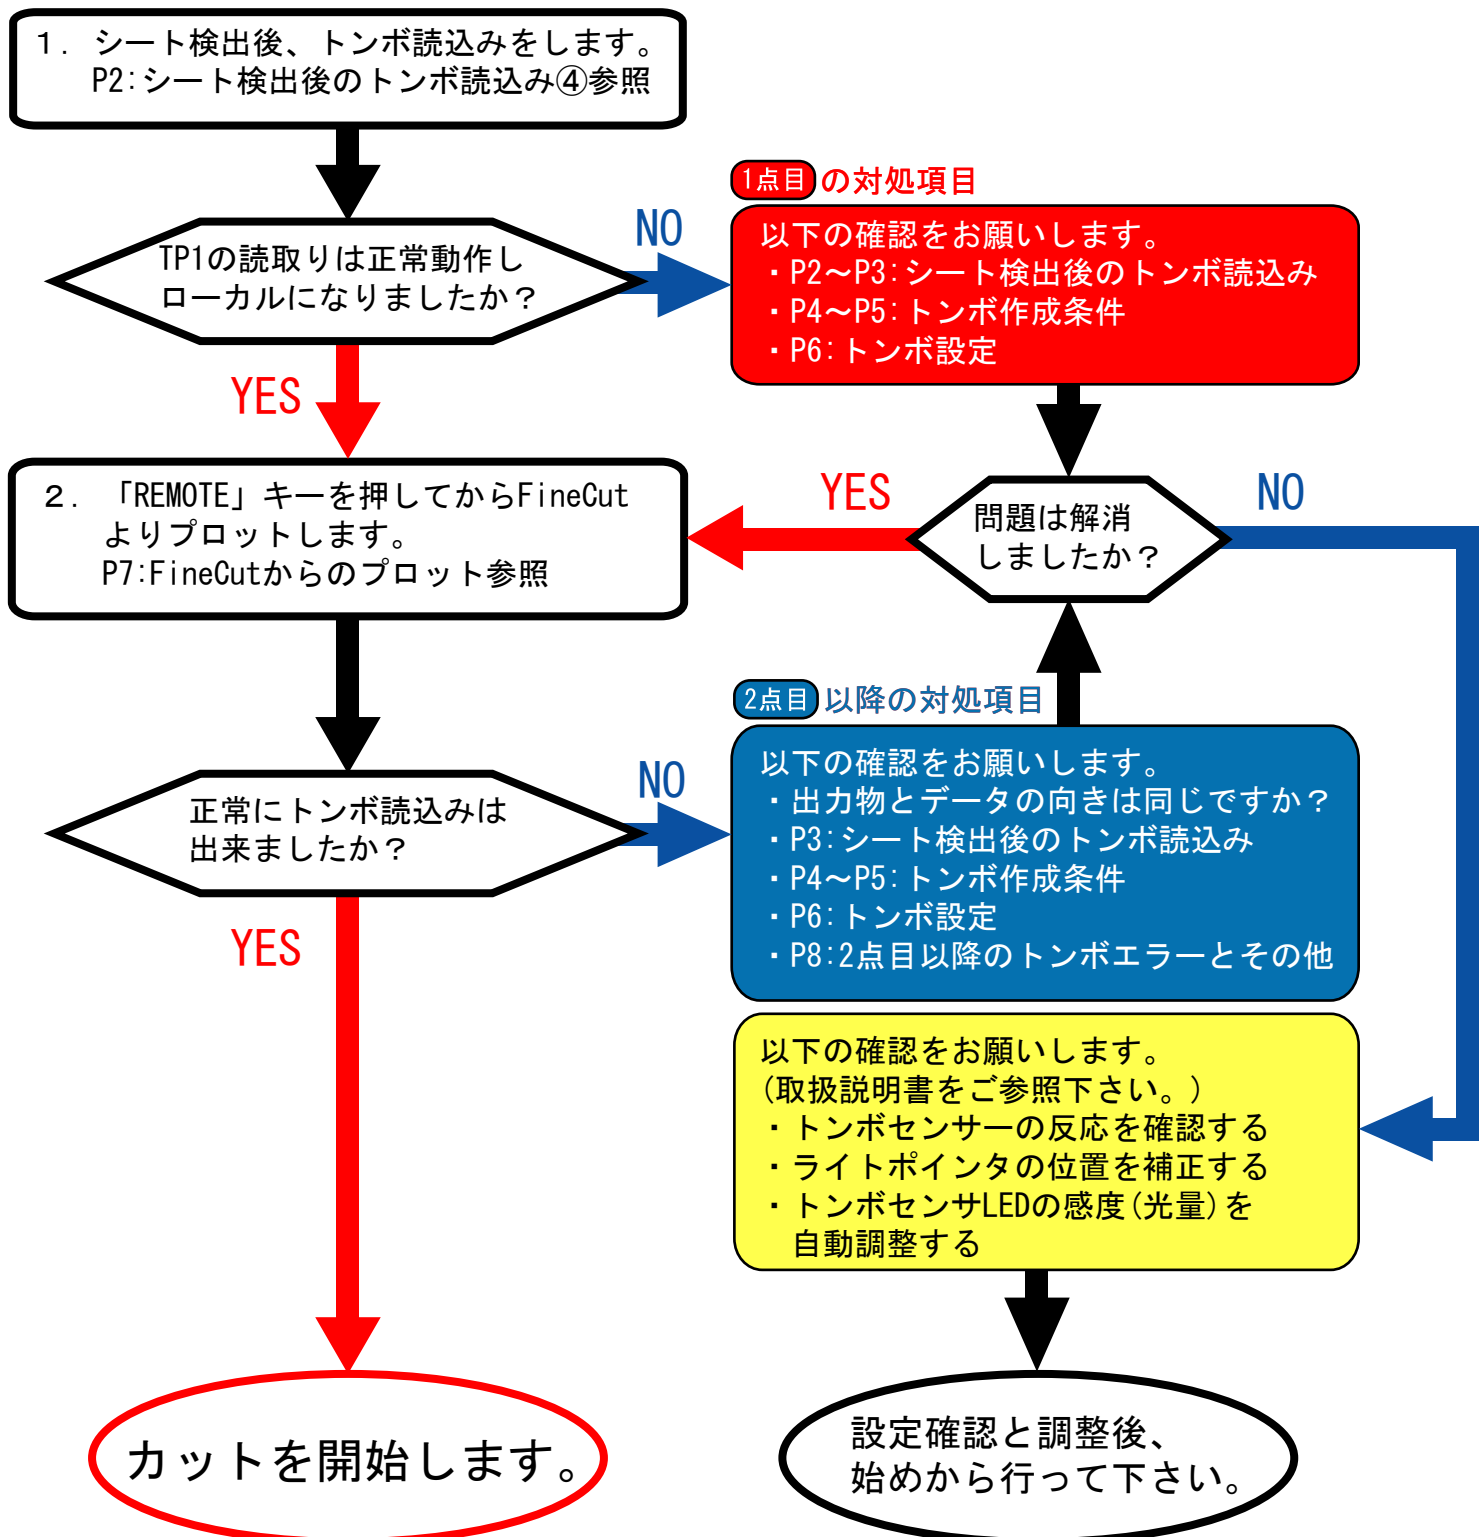 １. シート検出後、トンボ読込みをします。
P2:シート検出後のトンボ読込み④参照
TP1の読取りは正常動作し
ローカルになりましたか？
NO
YES
1点目 の対処項目
以下の確認をお願いします。
・P2～P3:シート検出後のトンボ読込み
・P4～P5:トンボ作成条件
・P6:トンボ設定
２. 「REMOTE」キーを押してからFineCut
よりプロットします。
P7:FineCutからのプロット参照
YES
問題は解消
しましたか？
NO
正常にトンボ読込みは
出来ましたか？
NO
YES
2点目 以降の対処項目
以下の確認をお願いします。
・出力物とデータの向きは同じですか？
・P3:シート検出後のトンボ読込み
・P4～P5:トンボ作成条件
・P6:トンボ設定
・P8:2点目以降のトンボエラーとその他
以下の確認をお願いします。
(取扱説明書をご参照下さい。)
・トンボセンサーの反応を確認する
・ライトポインタの位置を補正する
・トンボセンサLEDの感度(光量)を
自動調整する
カットを開始します。
設定確認と調整後、
始めから行って下さい。